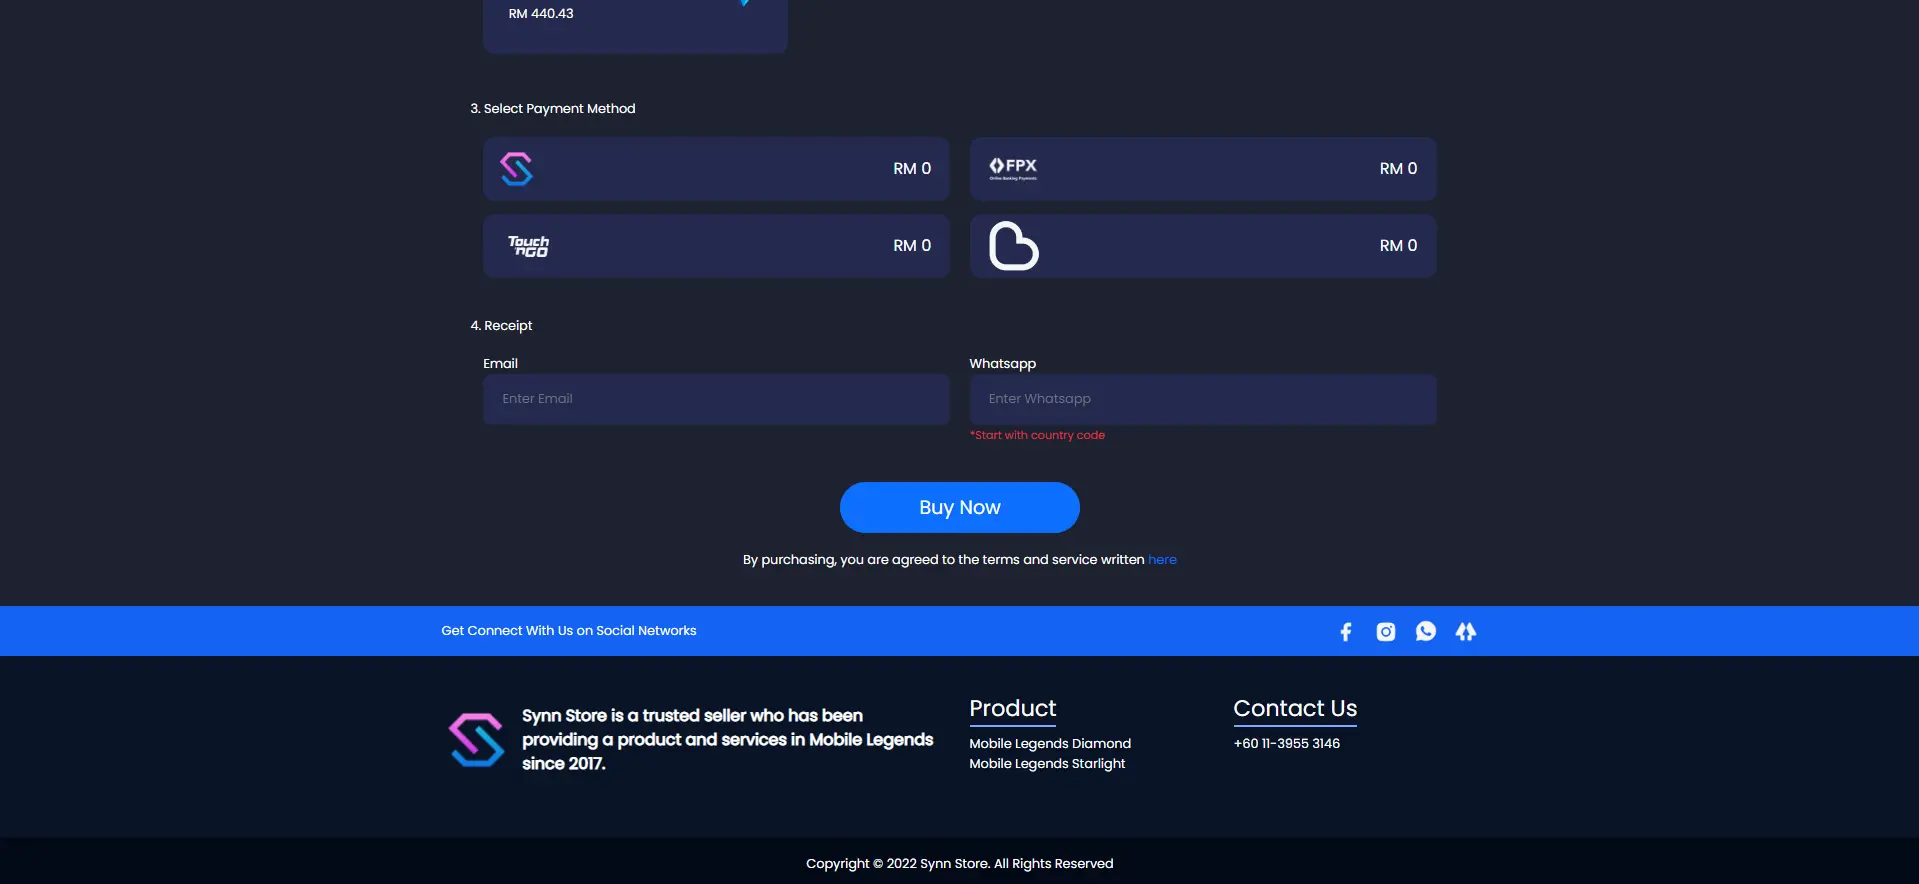 RM 440.43
3. Select Payment Method
RM 0
FPX
Online Banking Payments
RM 0
Touch
'nGO
RM 0
RM 0
4. Receipt
Email
Whatsapp
Enter Email
Enter Whatsapp
*Start with country code
Buy Now
By purchasing, you are agreed to the terms and service written here
Get Connect With Us on Social Networks
Synn Store is a trusted seller who has been
providing a product and services in Mobile Legends
since 2017.
Product
Mobile Legends Diamond
Mobile Legends Starlight
Contact Us
+60 11-3955 3146
Copyright © 2022 Synn Store. All Rights Reserved